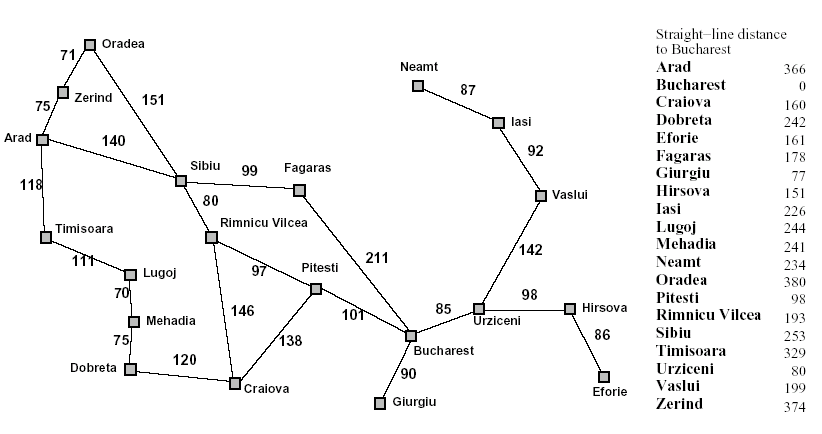 Oradea
71
Neamt
87
Zerind
151
75
Iasi
Arad
140
92
Sibiu
Fagaras
99
118
80
Vaslui
Rimnicu Vilcea
Timisoara
142
211
111
Lugoj
97
Pitesti
70
98
146
101
85
Hirsova
Mehadia
Urziceni
75
138
86
Bucharest
120
Dobreta
90
Craiova
Eforie
Giurgiu
Straight−line distance
to Bucharest
Arad 366
Bucharest 0
Craiova 160
Dobreta 242
Eforie 161
Fagaras 178
Giurgiu 77
Hirsova 151
Iasi 226
Lugoj 244
Mehadia 241
Neamt 234
Oradea 380
Pitesti 98
Rimnicu Vilcea 193
Sibiu 253
Timisoara 329
Urziceni 80
Vaslui 199
Zerind 374